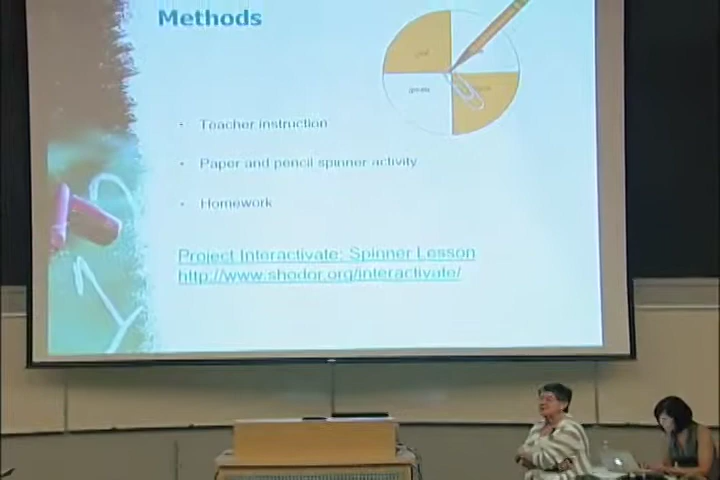 Methods
• Teacher instruction
• Paper and pencil spinner activity
• Homework
Project Interactivate: Spinner Lesson
http://www.shodor.org/interactivate/